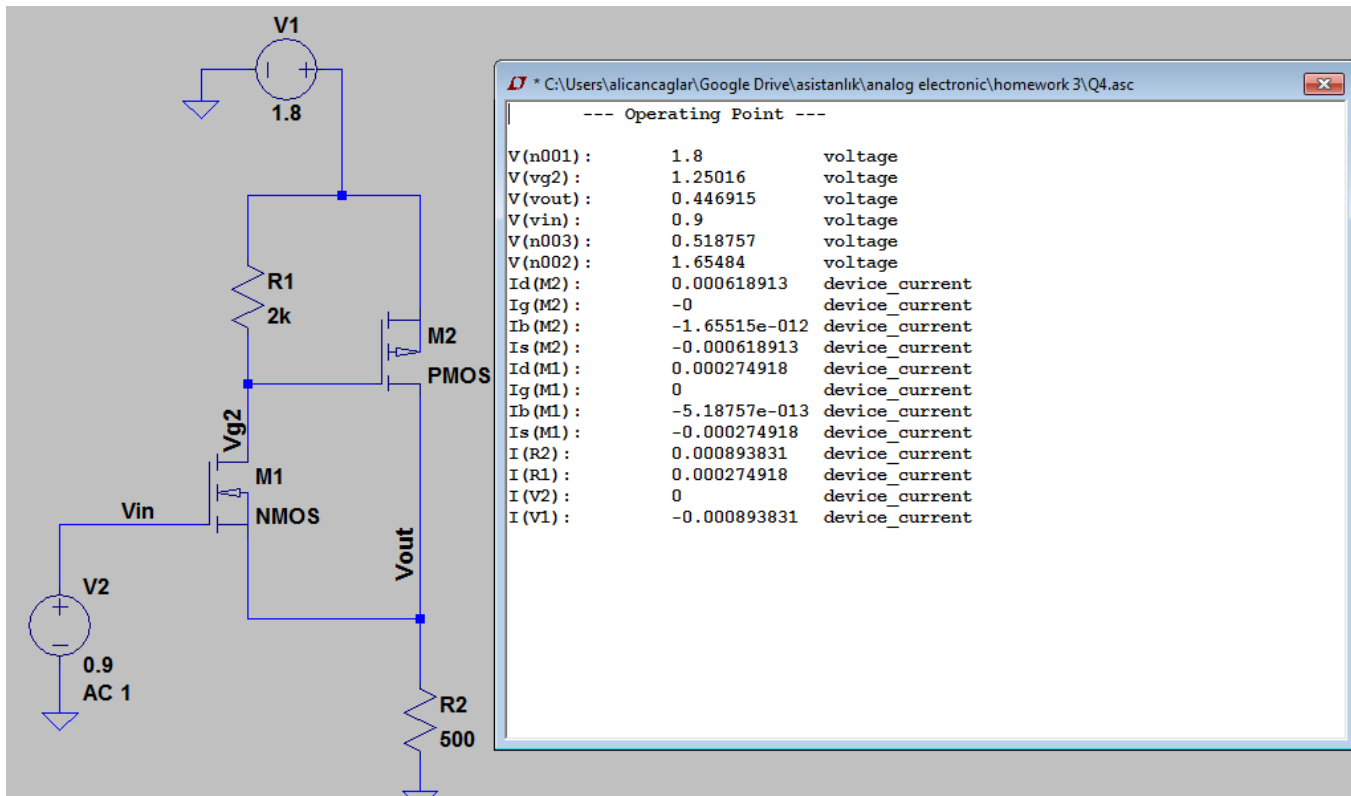 V1
1.8
R1
2k
M2
PMOS
Vg2
M1
NMOS
Vin
Vout
V2
0.9
AC 1
R2
500
* C:\Users\alicancaglar\Google Drive\asistanlık\analog electronic\homework 3\Q4.asc
--- Operating Point ---
V(n001): 1.8 voltage
V(vg2): 1.25016 voltage
V(vout): 0.446915 voltage
V(vin): 0.9 voltage
V(n003): 0.518757 voltage
V(n002): 1.65484 voltage
Id(M2): 0.000618913 device_current
Ig(M2): -0 device_current
Ib(M2): -1.65515e-012 device_current
Is(M2): -0.000618913 device_current
Id(M1): 0.000274918 device_current
Ig(M1): 0 device_current
Ib(M1): -5.18757e-013 device_current
Is(M1): -0.000274918 device_current
I(R2): 0.000893831 device_current
I(R1): 0.000274918 device_current
I(V2): 0 device_current
I(V1): -0.000893831 device_current